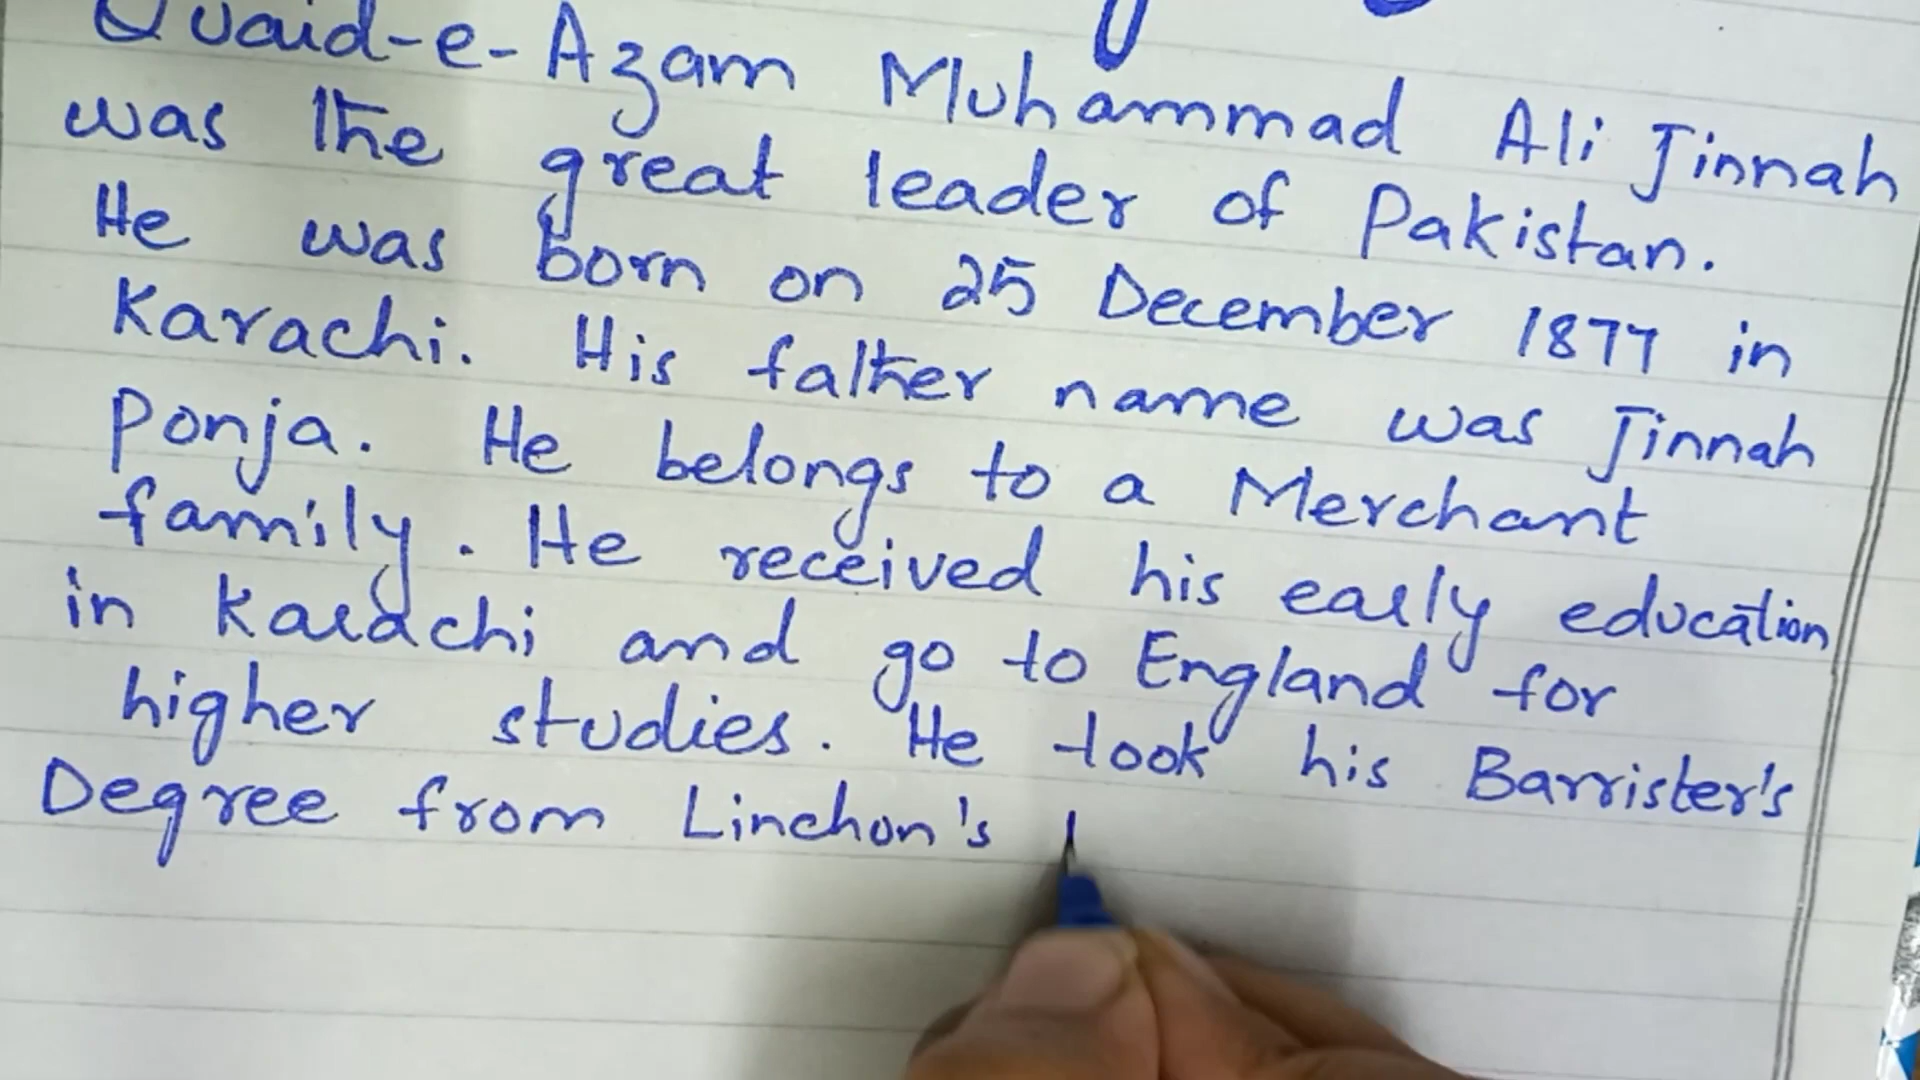 Quaid-e-Azam Muhammad Ali Jinnah
was the great leader of Pakistan.
He was born on 25 December 1877 in
Karachi. His father name was Jinnah
Ponja. He belongs to a Merchant
family. He received his early education
in Karachi and go to England for
higher studies. He took his Barrister's
Degree from Linchon's